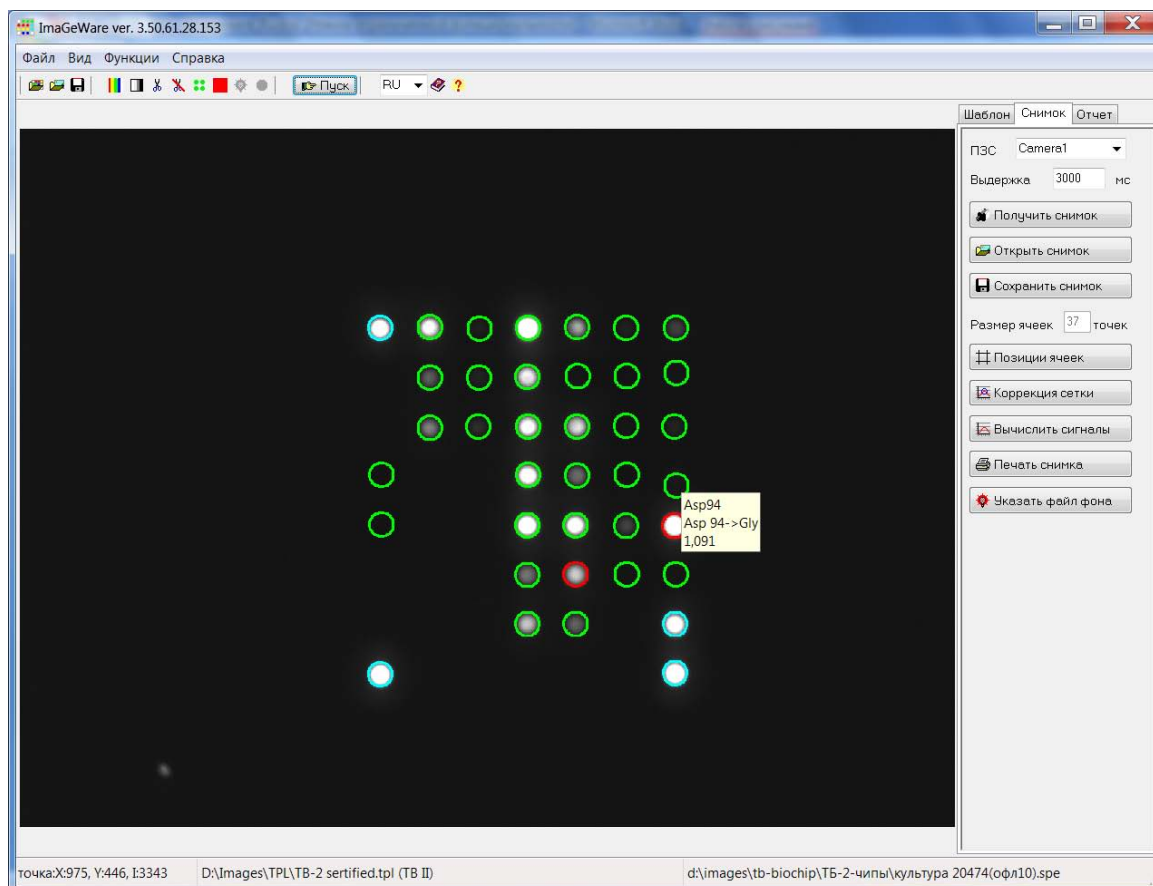 ImaGeWare ver. 3.50.61.28.153
Файл Вид Функции Справка
Пуск RU ?
Шаблон Снимок Отчет
ПЗС Camera1
Выдержка 3000 мс
Получить снимок
Открыть снимок
Сохранить снимок
Размер ячеек 37 точек
Позиции ячеек
Коррекция сетки
Вычислить сигналы
Печать снимка
Указать файл фона
Asp94
Asp 94->Gly
1,091
точка:X:975, Y:446, I:3343 D:\Images\TPL\TB-2 sertified.tpl (TB II) d:\images\tb-biochip\ТБ-2-чипы\культура 20474(офл10).spe